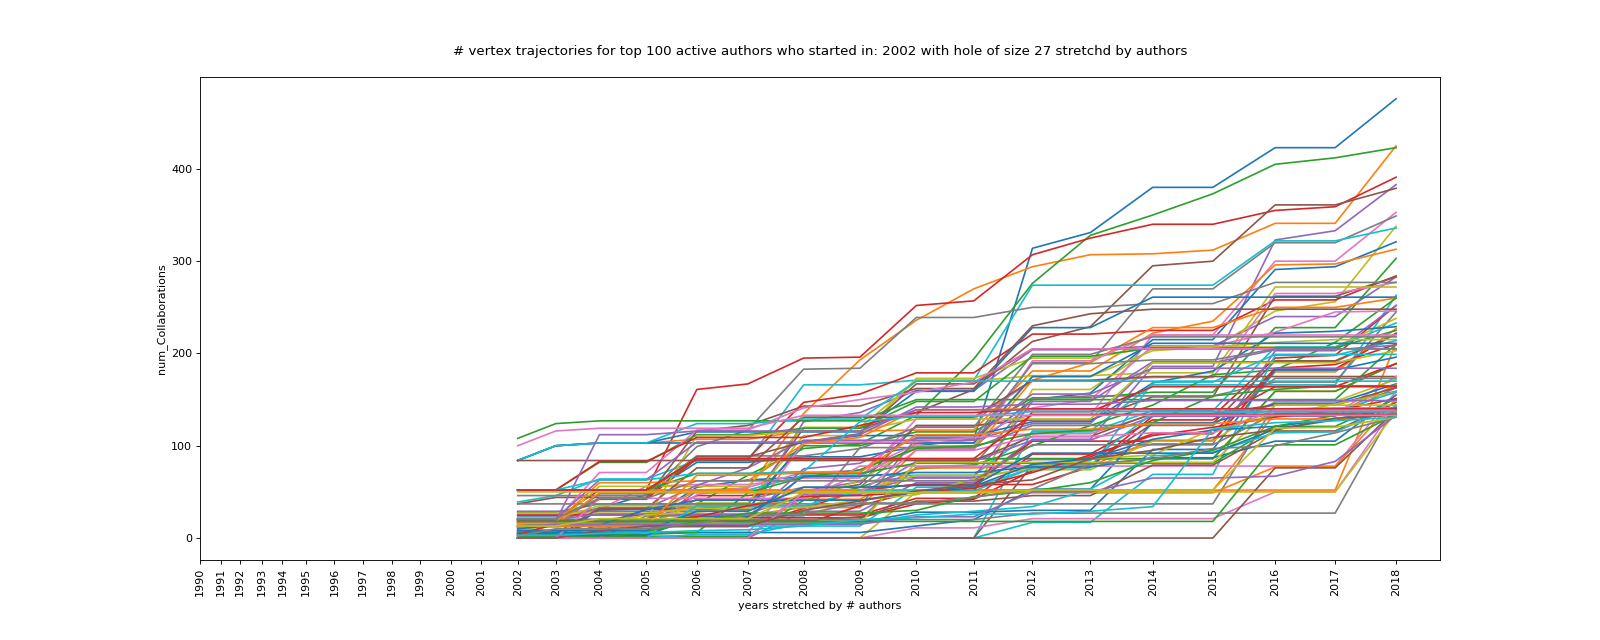 # vertex trajectories for top 100 active authors who started in: 2002 with hole of size 27 stretchd by authors
num_Collaborations
400
300
200
100
0
1990 1991 1992 1993 1994 1995 1996 1997 1998 1999 2000 2001 2002 2003 2004 2005 2006 2007 2008 2009 2010 2011 2012 2013 2014 2015 2016 2017 2018
years stretched by # authors